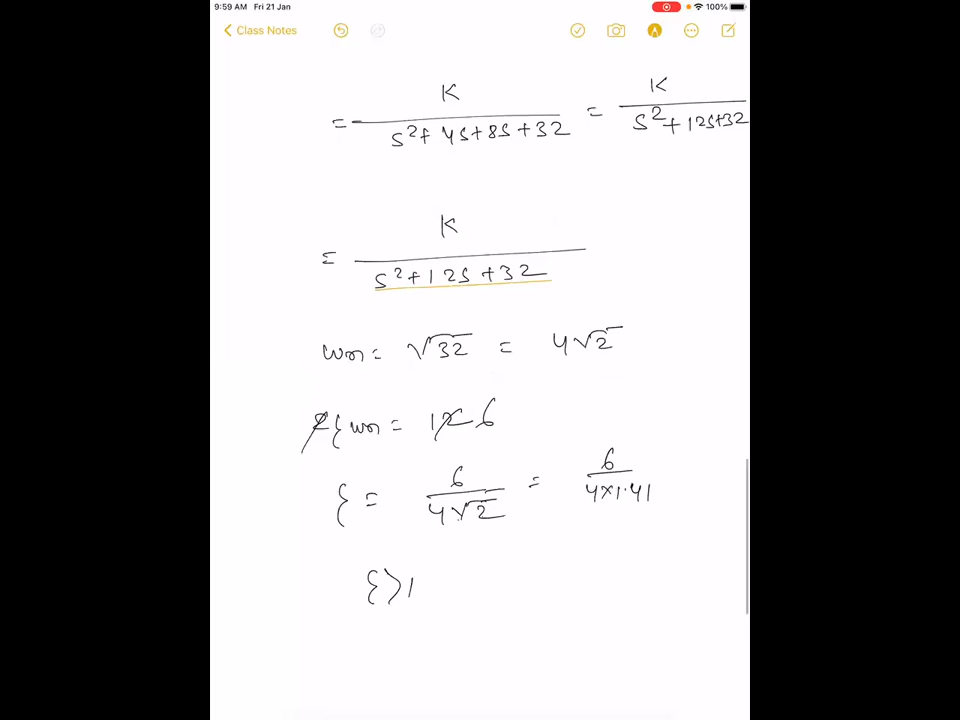 9:59 AM Fri 21 Jan 100%
Class Notes
= K / (s²+4s+8s+32) = K / (s²+12s+32)
= K / (s²+12s+32)
ωn = √32 = 4√2
2ξωn = 12 6
ξ = 6 / (4√2) = 6 / (4×1.41)
ξ>1